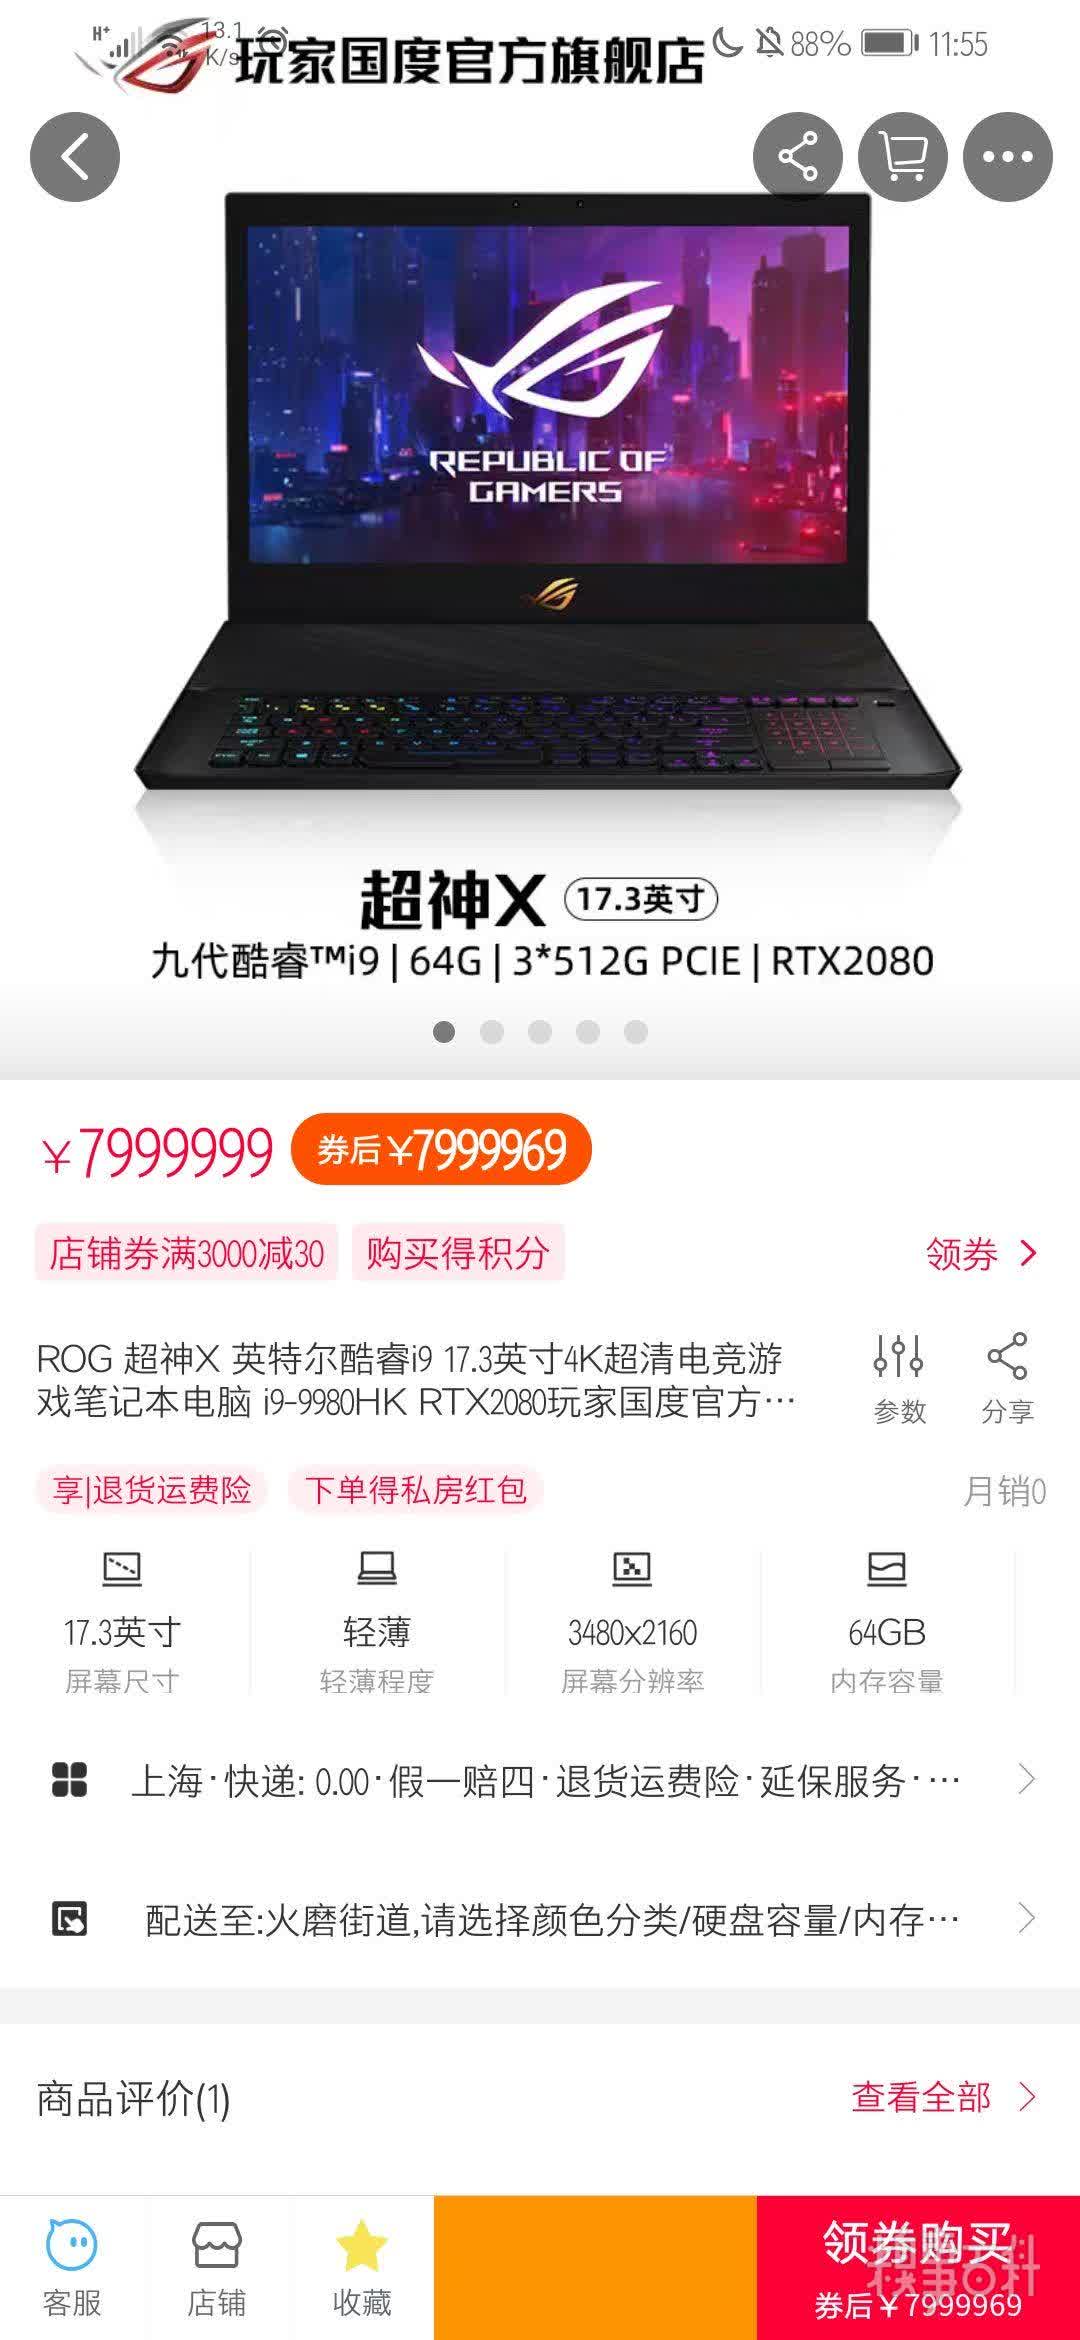 H+
13.1
K/s
玩家国度官方旗舰店
88%
11:55
REPUBLIC OF
GAMERS
超神X 17.3英寸
九代酷睿™i9 | 64G | 3*512G PCIE | RTX2080
¥7999999 券后¥7999969
店铺券满3000减30 购买得积分 领券
ROG 超神X 英特尔酷睿i9 17.3英寸4K超清电竞游
戏笔记本电脑 i9-9980HK RTX2080玩家国度官方…
参数 分享
享|退货运费险 下单得私房红包 月销0
17.3英寸 轻薄 3480x2160 64GB
屏幕尺寸 轻薄程度 屏幕分辨率 内存容量
上海·快递: 0.00·假一赔四·退货运费险·延保服务·…
配送至:火磨街道,请选择颜色分类/硬盘容量/内存…
商品评价(1) 查看全部
领券购买
糗事百科
客服 店铺 收藏 券后¥7999969